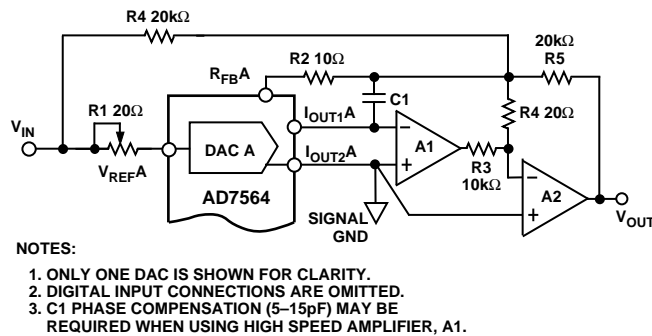 R4 20kΩ
20kΩ
R5
R2 10Ω
RFBA
C1
R4 20Ω
R1 20Ω
IOUT1A
VIN
A1
DAC A
IOUT2A
R3
10kΩ
VREFA
A2
AD7564
SIGNAL
GND
VOUT
NOTES:
1. ONLY ONE DAC IS SHOWN FOR CLARITY.
2. DIGITAL INPUT CONNECTIONS ARE OMITTED.
3. C1 PHASE COMPENSATION (5–15pF) MAY BE
REQUIRED WHEN USING HIGH SPEED AMPLIFIER, A1.